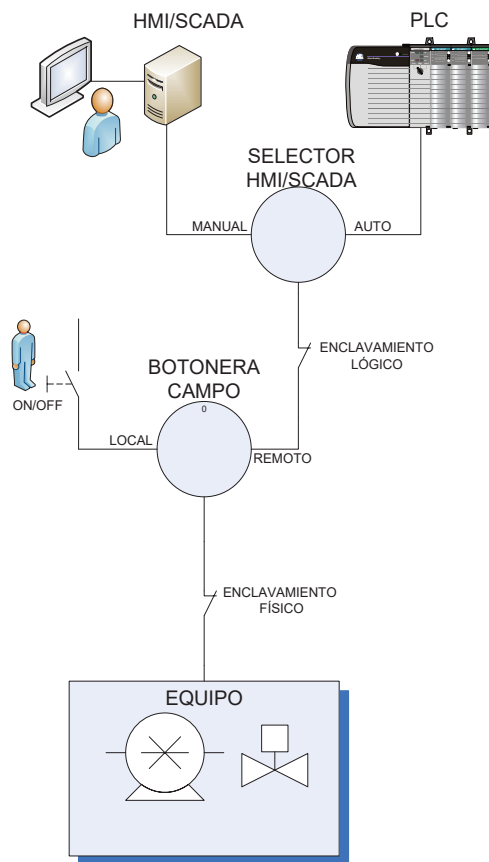 HMI/SCADA
PLC
SELECTOR
HMI/SCADA
MANUAL
AUTO
ENCLAVAMIENTO
LÓGICO
BOTONERA
CAMPO
0
ON/OFF
LOCAL
REMOTO
ENCLAVAMIENTO
FÍSICO
EQUIPO